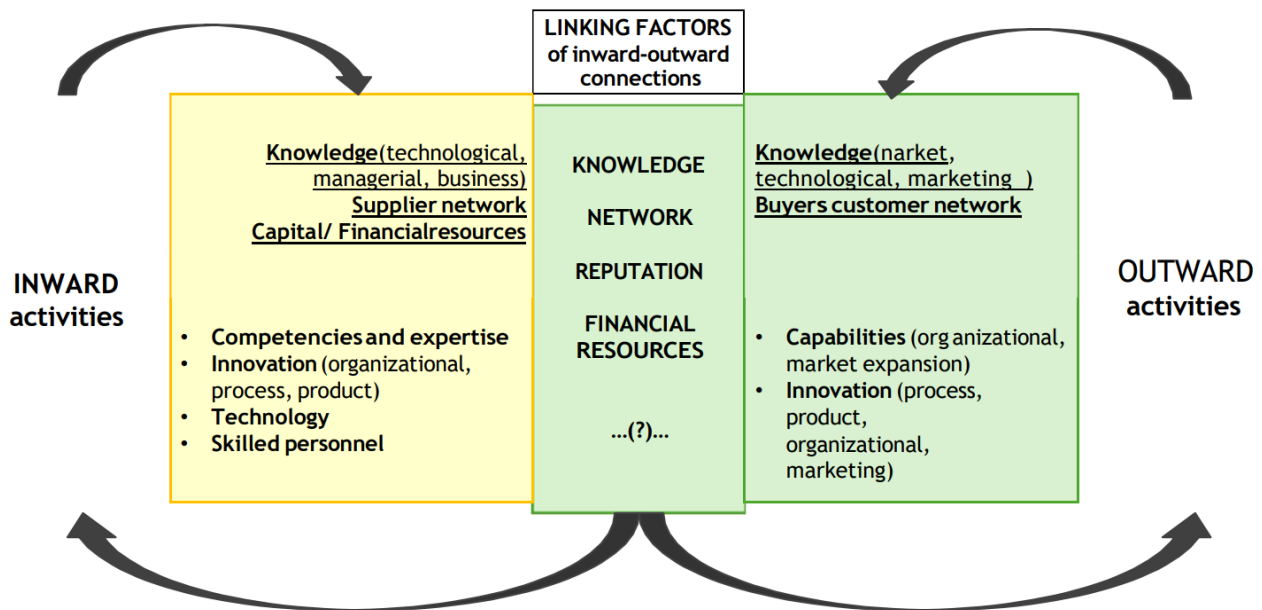 LINKING FACTORS
of inward-outward
connections
INWARD
activities
Knowledge(technological,
managerial, business)
Supplier network
Capital/ Financialresources
• Competencies and expertise
• Innovation (organizational,
process, product)
• Technology
• Skilled personnel
KNOWLEDGE
NETWORK
REPUTATION
FINANCIAL
RESOURCES
...(?)...
Knowledge(narket,
technological, marketing )
Buyers customer network
• Capabilities (org anizational,
market expansion)
• Innovation (process,
product,
organizational,
marketing)
OUTWARD
activities